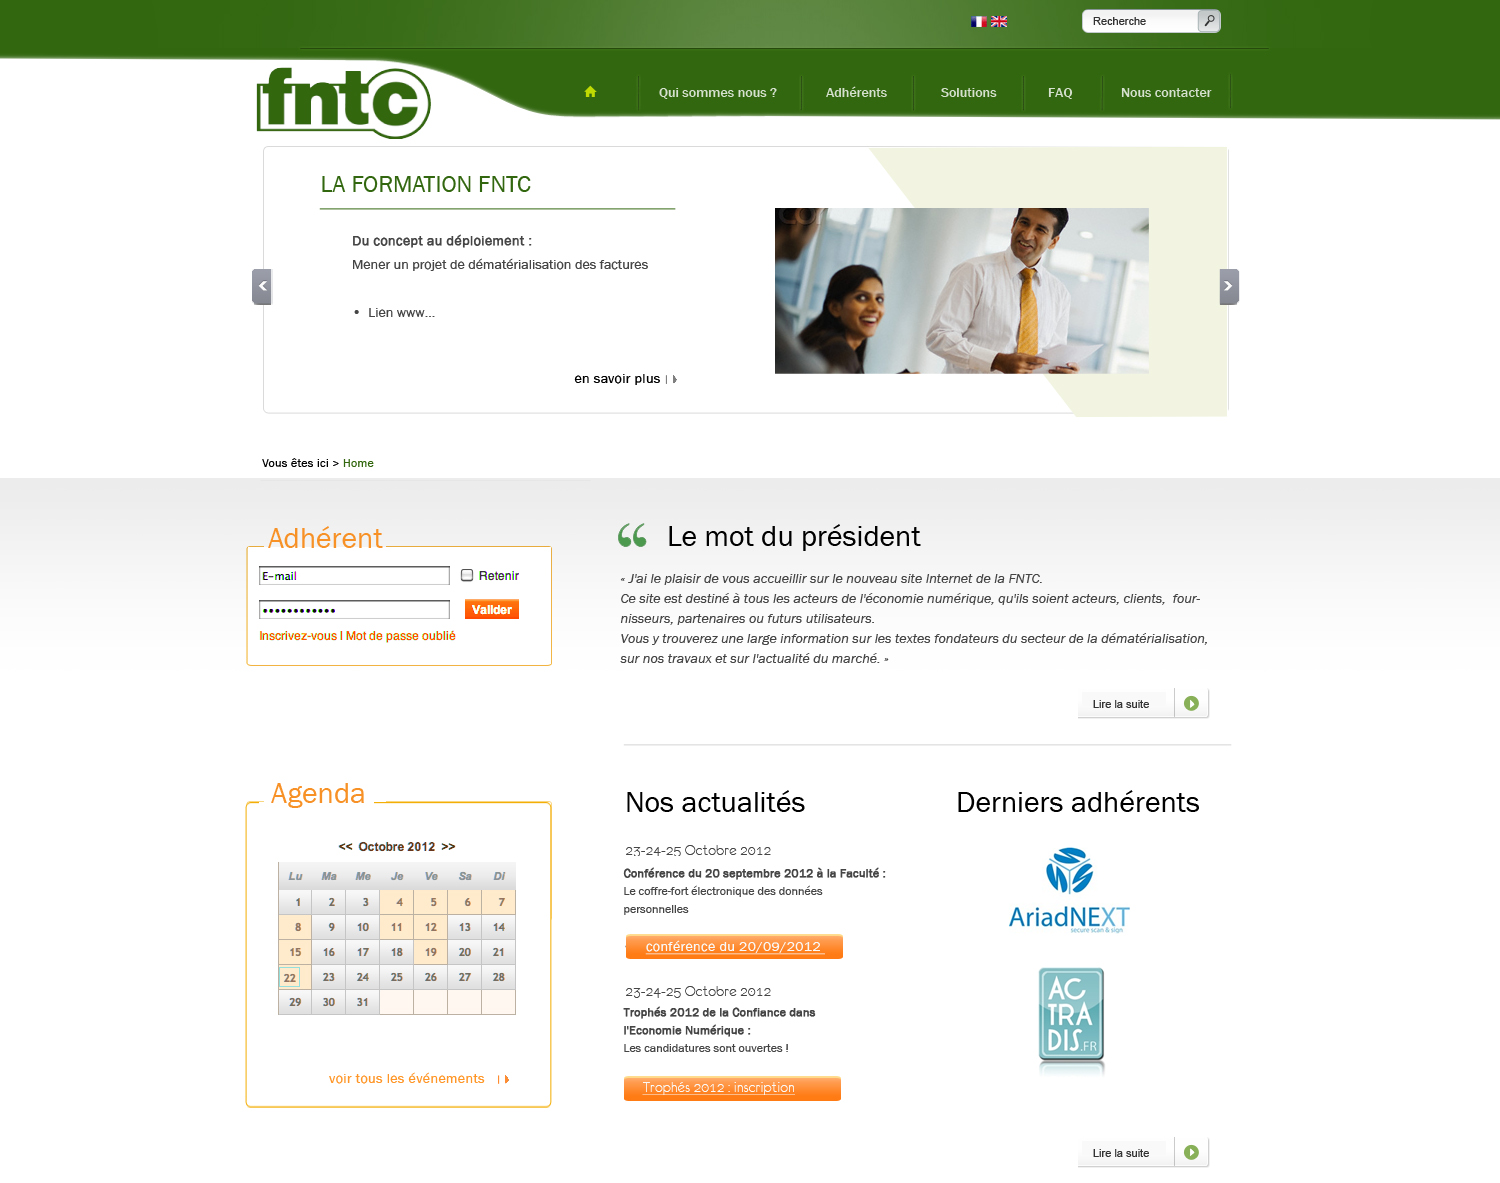 Recherche
fntc
Qui sommes nous ?
Adhérents
Solutions
FAQ
Nous contacter
LA FORMATION FNTC
Du concept au déploiement :
Mener un projet de dématérialisation des factures
• Lien www...
en savoir plus
Vous êtes ici > Home
Adhérent
E-mail
Retenir
••••••••••••
Valider
Inscrivez-vous | Mot de passe oublié
Le mot du président
« J'ai le plaisir de vous accueillir sur le nouveau site Internet de la FNTC.
Ce site est destiné à tous les acteurs de l'économie numérique, qu'ils soient acteurs, clients, four-
nisseurs, partenaires ou futurs utilisateurs.
Vous y trouverez une large information sur les textes fondateurs du secteur de la dématérialisation,
sur nos travaux et sur l'actualité du marché. »
Lire la suite
Agenda
<< Octobre 2012 >>
Lu Ma Me Je Ve Sa Di
1 2 3 4 5 6 7
8 9 10 11 12 13 14
15 16 17 18 19 20 21
22 23 24 25 26 27 28
29 30 31
voir tous les événements
Nos actualités
23-24-25 Octobre 2012
Conférence du 20 septembre 2012 à la Faculté :
Le coffre-fort électronique des données
personnelles
conférence du 20/09/2012
23-24-25 Octobre 2012
Trophés 2012 de la Confiance dans
l'Economie Numérique :
Les candidatures sont ouvertes !
Trophés 2012 : inscription
Derniers adhérents
AriadNEXT
secure scan & sign
AC
TRA
DIS.FR
Lire la suite